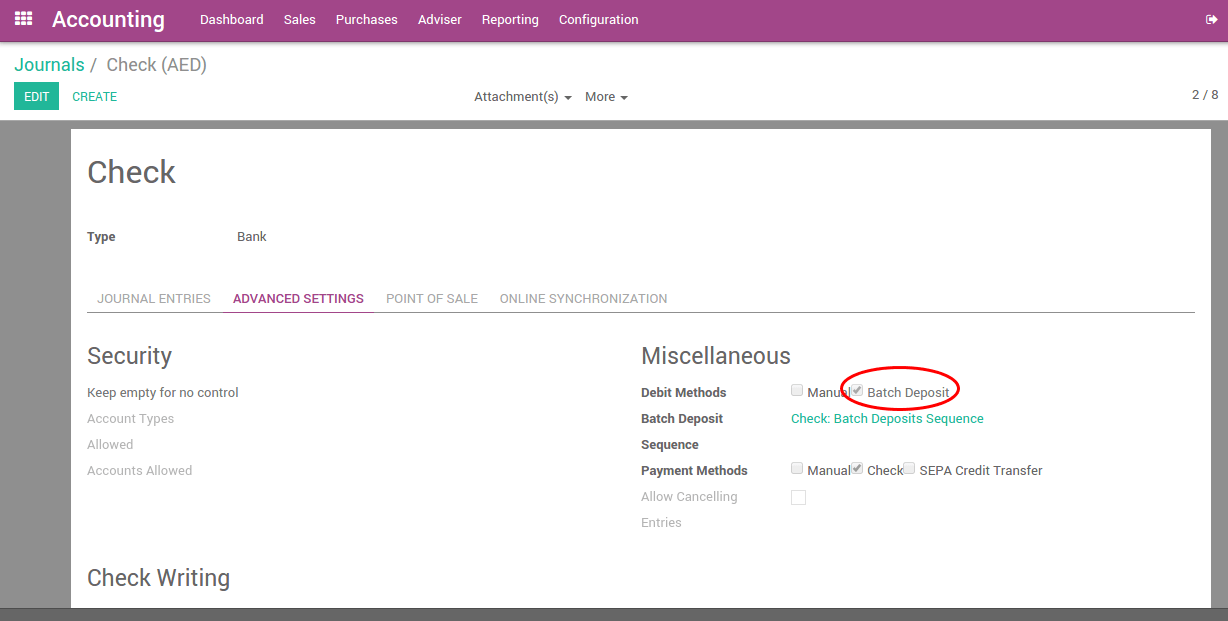 Accounting Dashboard Sales Purchases Adviser Reporting Configuration
Journals / Check (AED)
EDIT CREATE Attachment(s) More 2 / 8
Check
Type Bank
JOURNAL ENTRIES ADVANCED SETTINGS POINT OF SALE ONLINE SYNCHRONIZATION
Security
Keep empty for no control
Account Types
Allowed
Accounts Allowed
Miscellaneous
Debit Methods Manual Batch Deposit
Batch Deposit Check: Batch Deposits Sequence
Sequence
Payment Methods Manual Check SEPA Credit Transfer
Allow Cancelling
Entries
Check Writing